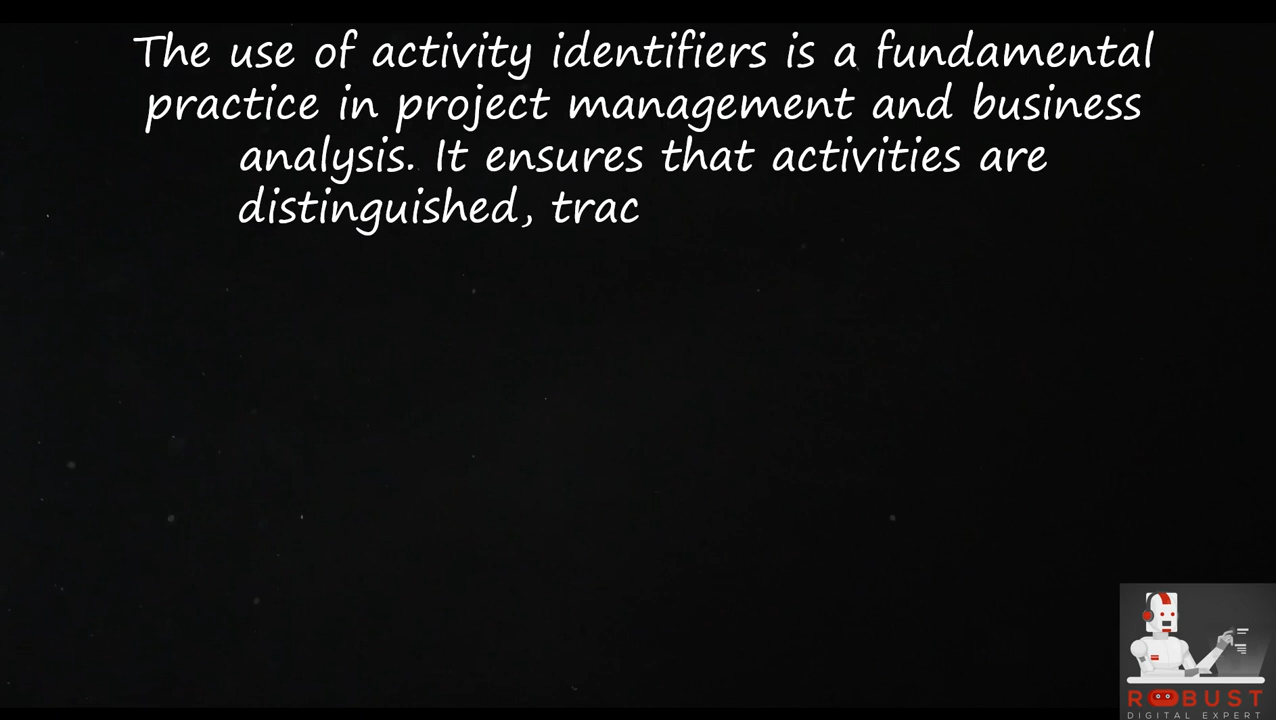 The use of activity identifiers is a fundamental
practice in project management and business
analysis. It ensures that activities are
distinguished, trac
ROBUST
DIGITAL EXPERT